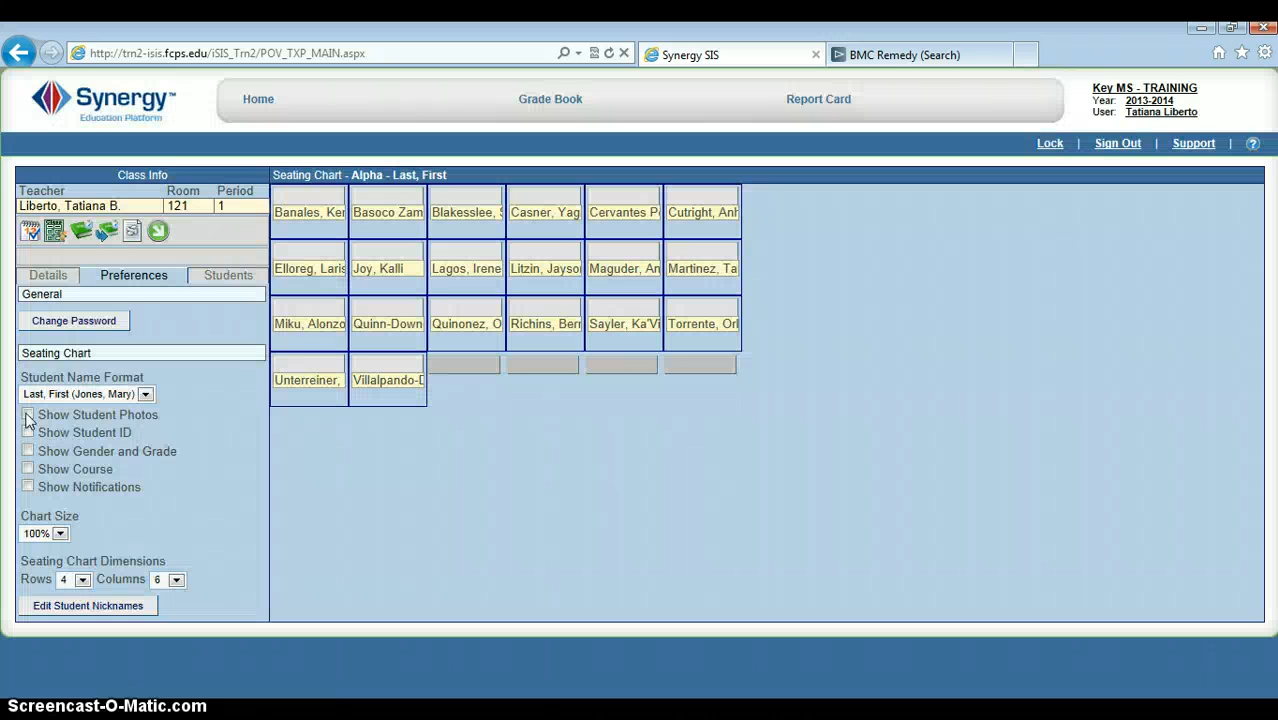 http://trn2-isis.fcps.edu/iSIS_Trn2/POV_TXP_MAIN.aspx
Synergy SIS
BMC Remedy (Search)
Synergy
Education Platform
Home
Grade Book
Report Card
Key MS - TRAINING
Year: 2013-2014
User: Tatiana Liberto
Lock | Sign Out | Support | ?
Class Info
Teacher Room Period
Liberto, Tatiana B. 121 1
Details Preferences Students
General
Change Password
Seating Chart
Student Name Format
Last, First (Jones, Mary)
Show Student Photos
Show Student ID
Show Gender and Grade
Show Course
Show Notifications
Chart Size
100%
Seating Chart Dimensions
Rows 4 Columns 6
Edit Student Nicknames
Seating Chart - Alpha - Last, First
Banales, Ker Basoco Zam Blakesslee, S Casner, Yag Cervantes P Cutright, Anh
Elloreg, Laris Joy, Kalli Lagos, Irene Litzin, Jayso Maguder, An Martinez, Ta
Miku, Alonzo Quinn-Down Quinonez, O Richins, Berr Sayler, Ka'Vi Torrente, Orl
Unterreiner, Villalpando-D
Screencast-O-Matic.com